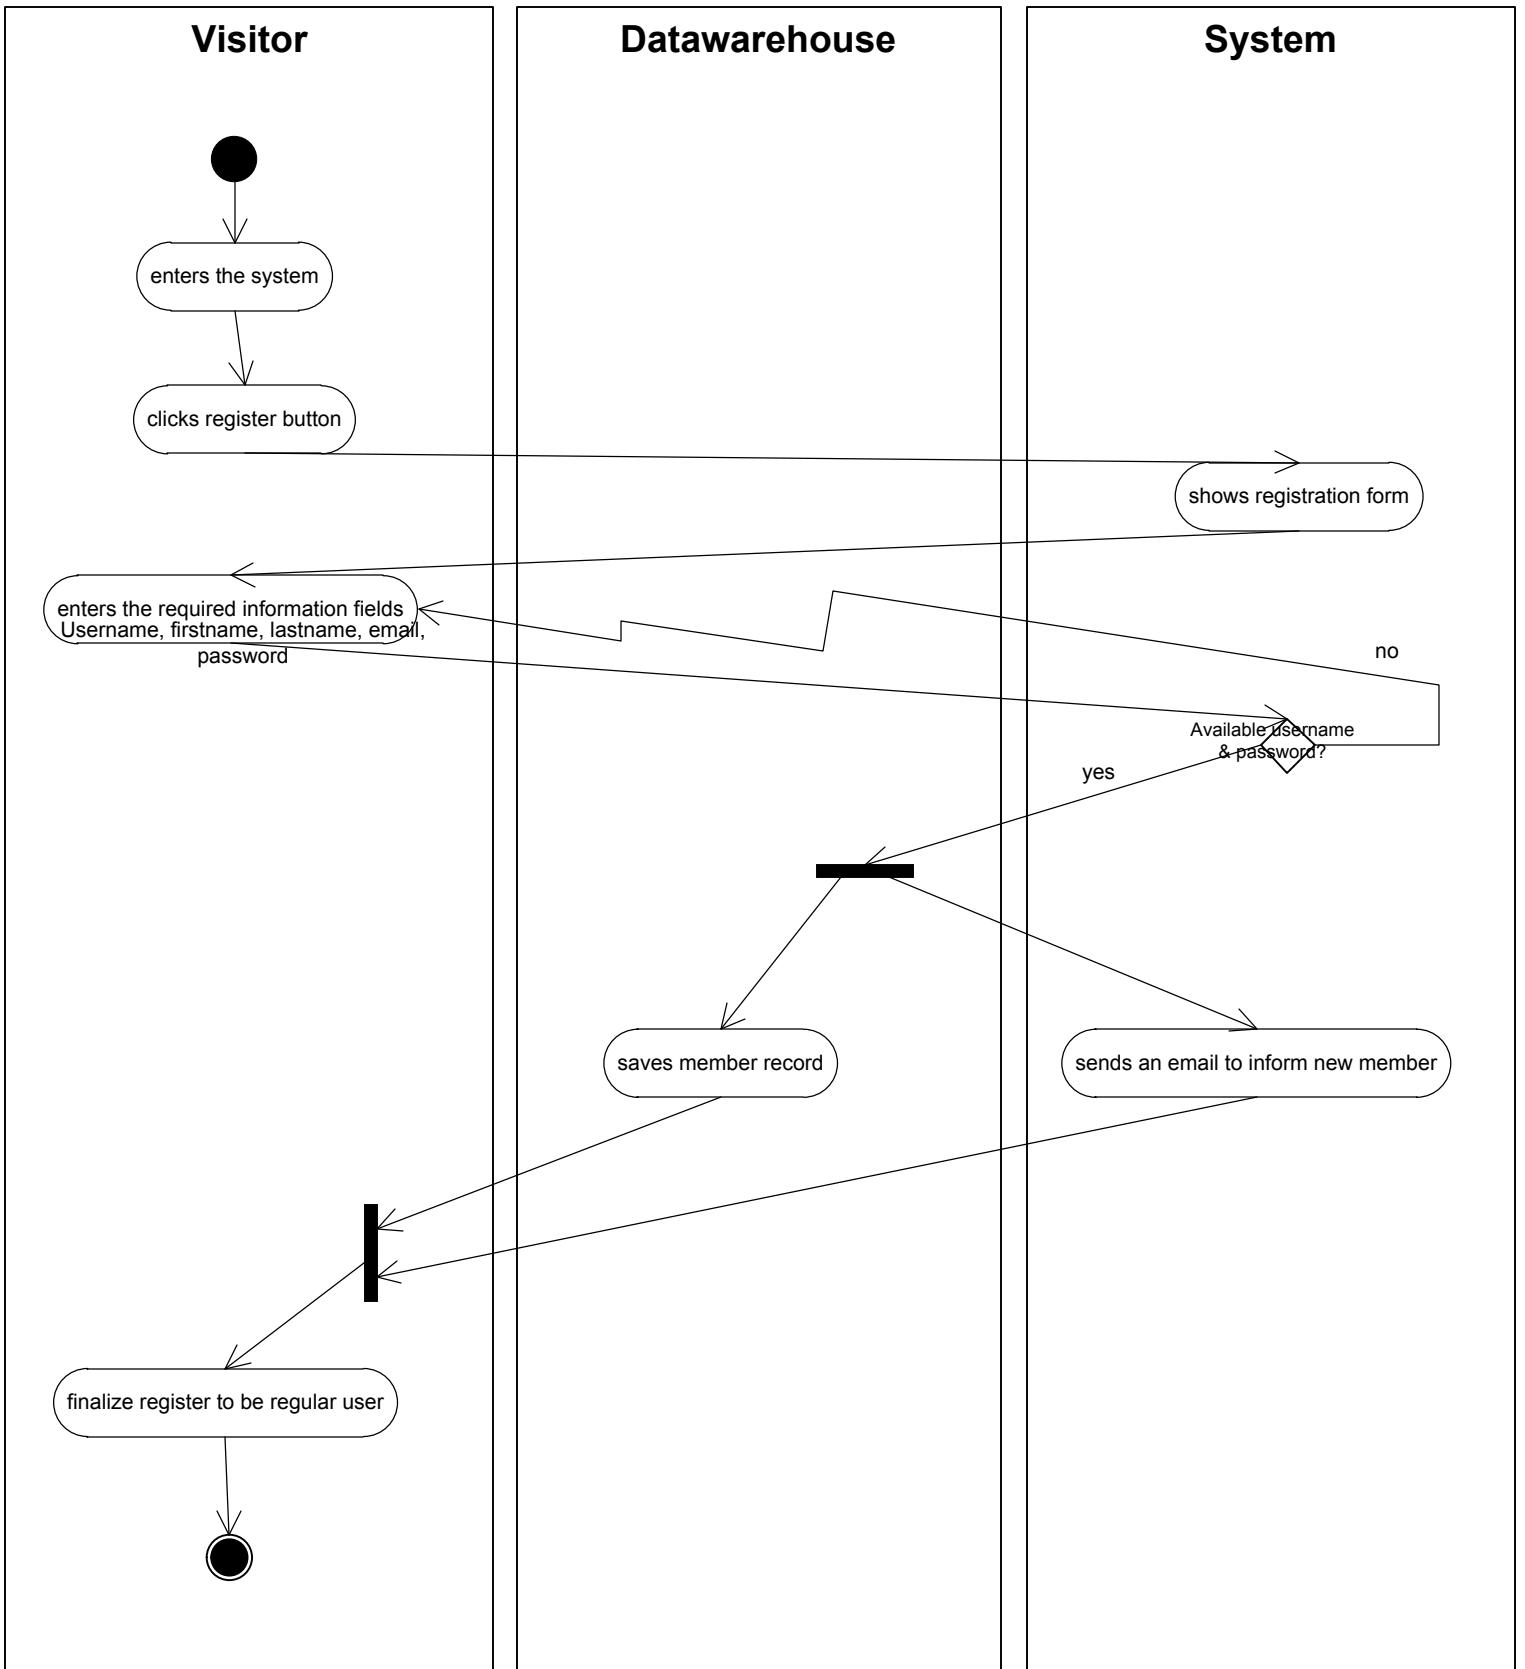 Visitor
Datawarehouse
System
enters the system
clicks register button
shows registration form
enters the required information fields
Username, firstname, lastname, email,
password
no
Available username
& password?
yes
saves member record
sends an email to inform new member
finalize register to be regular user